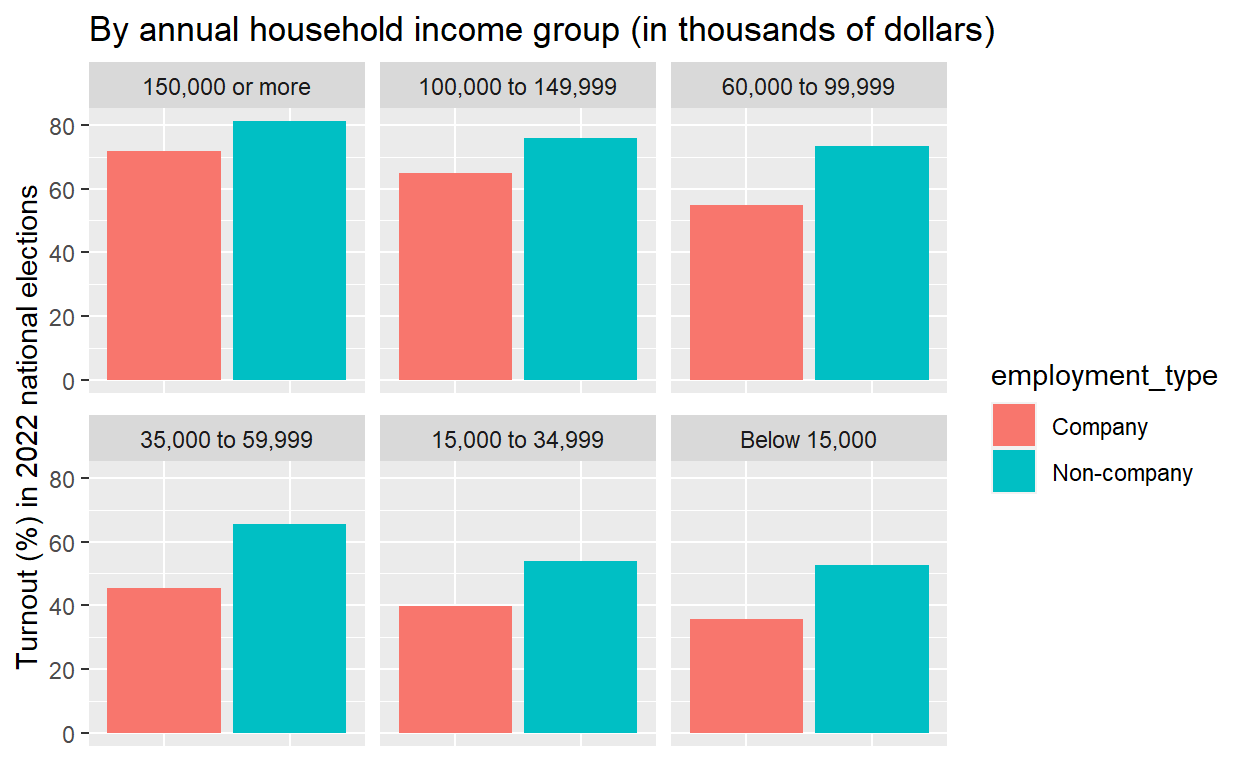 By annual household income group (in thousands of dollars)
150,000 or more
100,000 to 149,999
60,000 to 99,999
80
60
40
20
0
35,000 to 59,999
15,000 to 34,999
Below 15,000
80
60
40
20
0
Turnout (%) in 2022 national elections
employment_type
Company
Non-company